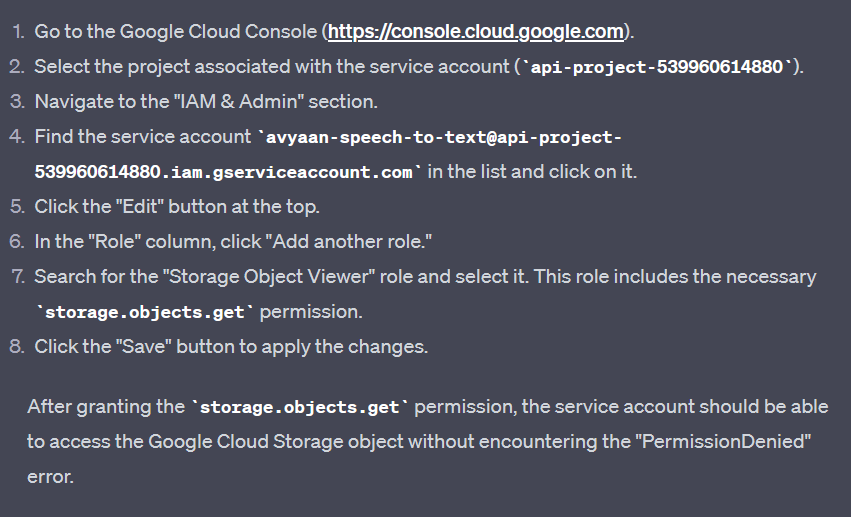 1. Go to the Google Cloud Console (https://console.cloud.google.com).
2. Select the project associated with the service account (`api-project-539960614880`).
3. Navigate to the "IAM & Admin" section.
4. Find the service account `avyaan-speech-to-text@api-project-
539960614880.iam.gserviceaccount.com` in the list and click on it.
5. Click the "Edit" button at the top.
6. In the "Role" column, click "Add another role."
7. Search for the "Storage Object Viewer" role and select it. This role includes the necessary
`storage.objects.get` permission.
8. Click the "Save" button to apply the changes.
After granting the `storage.objects.get` permission, the service account should be able
to access the Google Cloud Storage object without encountering the "PermissionDenied"
error.